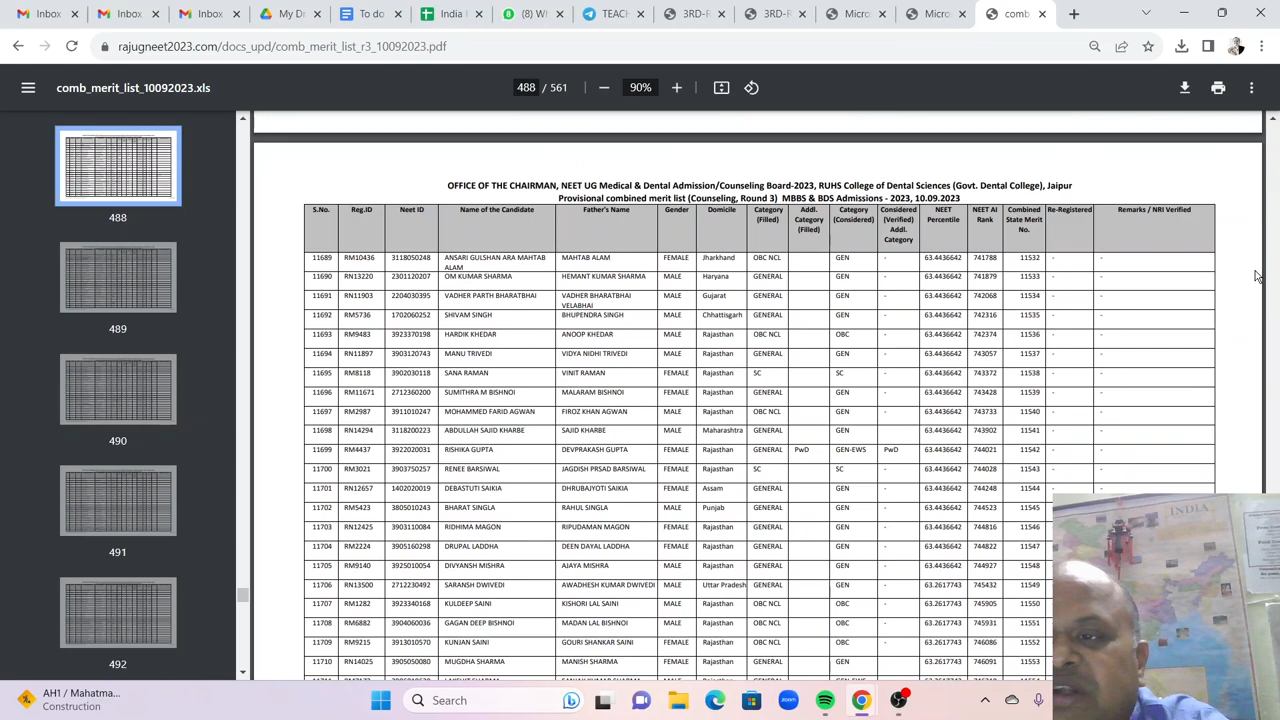 Inbox
Inbox
Inbox
My Dr
To do
India I
(8) Wh
TEACH
3RD-R
3RD-R
Micro
Micro
comb_
rajugneet2023.com/docs_upd/comb_merit_list_r3_10092023.pdf
comb_merit_list_10092023.xls
488 / 561
90%
488
489
490
491
492
OFFICE OF THE CHAIRMAN, NEET UG Medical & Dental Admission/Counseling Board-2023, RUHS College of Dental Sciences (Govt. Dental College), Jaipur
Provisional combined merit list (Counseling, Round 3) MBBS & BDS Admissions - 2023, 10.09.2023
S.No. Reg.ID Neet ID Name of the Candidate Father's Name Gender Domicile Category (Filled) Addl. Category (Filled) Category (Considered) Considered (Verified) Addl. Category NEET Percentile NEET AI Rank Combined State Merit No. Re-Registered Remarks / NRI Verified
11689 RM10436 3118050248 ANSARI GULSHAN ARA MAHTAB ALAM MAHTAB ALAM FEMALE Jharkhand OBC NCL GEN - 63.4436642 741788 11532 - -
11690 RN13220 2301120207 OM KUMAR SHARMA HEMANT KUMAR SHARMA MALE Haryana GENERAL GEN - 63.4436642 741879 11533 - -
11691 RN11903 2204030395 VADHER PARTH BHARATBHAI VADHER BHARATBHAI VELABHAI MALE Gujarat GENERAL GEN - 63.4436642 742068 11534 - -
11692 RM5736 1702060252 SHIVAM SINGH BHUPENDRA SINGH MALE Chhattisgarh GENERAL GEN - 63.4436642 742316 11535 - -
11693 RM9483 3923370198 HARDIK KHEDAR ANOOP KHEDAR MALE Rajasthan OBC NCL OBC - 63.4436642 742374 11536 - -
11694 RN11897 3903120743 MANU TRIVEDI VIDYA NIDHI TRIVEDI MALE Rajasthan GENERAL GEN - 63.4436642 743057 11537 - -
11695 RM8118 3902030118 SANA RAMAN VINIT RAMAN FEMALE Rajasthan SC SC - 63.4436642 743372 11538 - -
11696 RM11671 2712360200 SUMITHRA M BISHNOI MALARAM BISHNOI FEMALE Rajasthan GENERAL GEN - 63.4436642 743428 11539 - -
11697 RM2987 3911010247 MOHAMMED FARID AGWAN FIROZ KHAN AGWAN MALE Rajasthan OBC NCL GEN - 63.4436642 743733 11540 - -
11698 RN14294 3118200223 ABDULLAH SAJID KHARBE SAJID KHARBE MALE Maharashtra GENERAL GEN 63.4436642 743902 11541 - -
11699 RM4437 3922020031 RISHIKA GUPTA DEVPRAKASH GUPTA FEMALE Rajasthan GENERAL PwD GEN-EWS PwD 63.4436642 744021 11542 - -
11700 RM3021 3903750257 RENEE BARSIWAL JAGDISH PRSAD BARSIWAL FEMALE Rajasthan SC SC - 63.4436642 744028 11543 - -
11701 RN12657 1402020019 DEBASTUTI SAIKIA DHRUBAJYOTI SAIKIA FEMALE Assam GENERAL GEN - 63.4436642 744248 11544 - -
11702 RM5423 3805010243 BHARAT SINGLA RAHUL SINGLA MALE Punjab GENERAL GEN - 63.4436642 744523 11545
11703 RN12425 3903110084 RIDHIMA MAGON RIPUDAMAN MAGON FEMALE Rajasthan GENERAL GEN - 63.4436642 744816 11546
11704 RM2224 3905160298 DRUPAL LADDHA DEEN DAYAL LADDHA FEMALE Rajasthan GENERAL GEN - 63.4436642 744822 11547
11705 RM9140 3925010054 DIVYANSH MISHRA AJAYA MISHRA MALE Rajasthan GENERAL GEN - 63.4436642 744927 11548
11706 RN13500 2712230492 SARANSH DWIVEDI AWADHESH KUMAR DWIVEDI MALE Uttar Pradesh GENERAL GEN - 63.2617743 745432 11549
11707 RM1282 3923340168 KULDEEP SAINI KISHORI LAL SAINI MALE Rajasthan OBC NCL OBC - 63.2617743 745905 11550
11708 RM6882 3904060036 GAGAN DEEP BISHNOI MADAN LAL BISHNOI MALE Rajasthan OBC NCL OBC - 63.2617743 745931 11551
11709 RM9215 3913010570 KUNJAN SAINI GOURI SHANKAR SAINI FEMALE Rajasthan OBC NCL OBC - 63.2617743 746086 11552
11710 RN14025 3905050080 MUGDHA SHARMA MANISH SHARMA FEMALE Rajasthan GENERAL GEN - 63.2617743 746091 11553
INDIA
AH1 / Mahatma...
Construction
Search
zoom